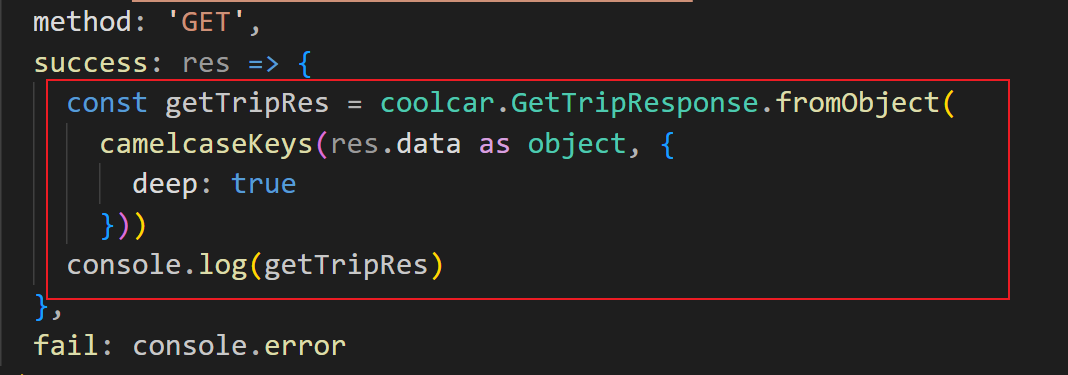 method: 'GET',
success: res => {
const getTripRes = coolcar.GetTripResponse.fromObject(
camelcaseKeys(res.data as object, {
deep: true
}))
console.log(getTripRes)
},
fail: console.error